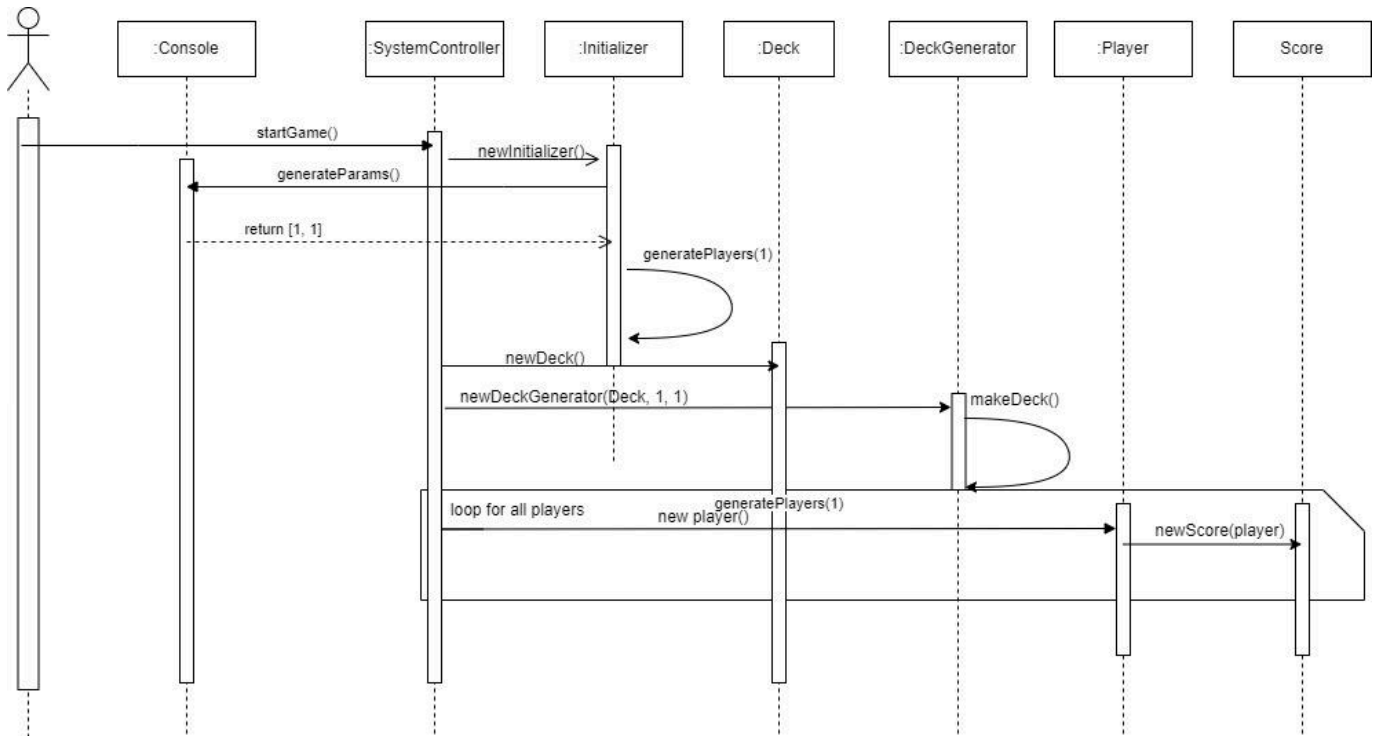 :Console
:SystemController
:Initializer
:Deck
:DeckGenerator
:Player
Score
startGame()
newInitializer()
generateParams()
return [1, 1]
generatePlayers(1)
newDeck()
newDeckGenerator(Deck, 1, 1)
makeDeck()
loop for all players
generatePlayers(1)
new player()
newScore(player)